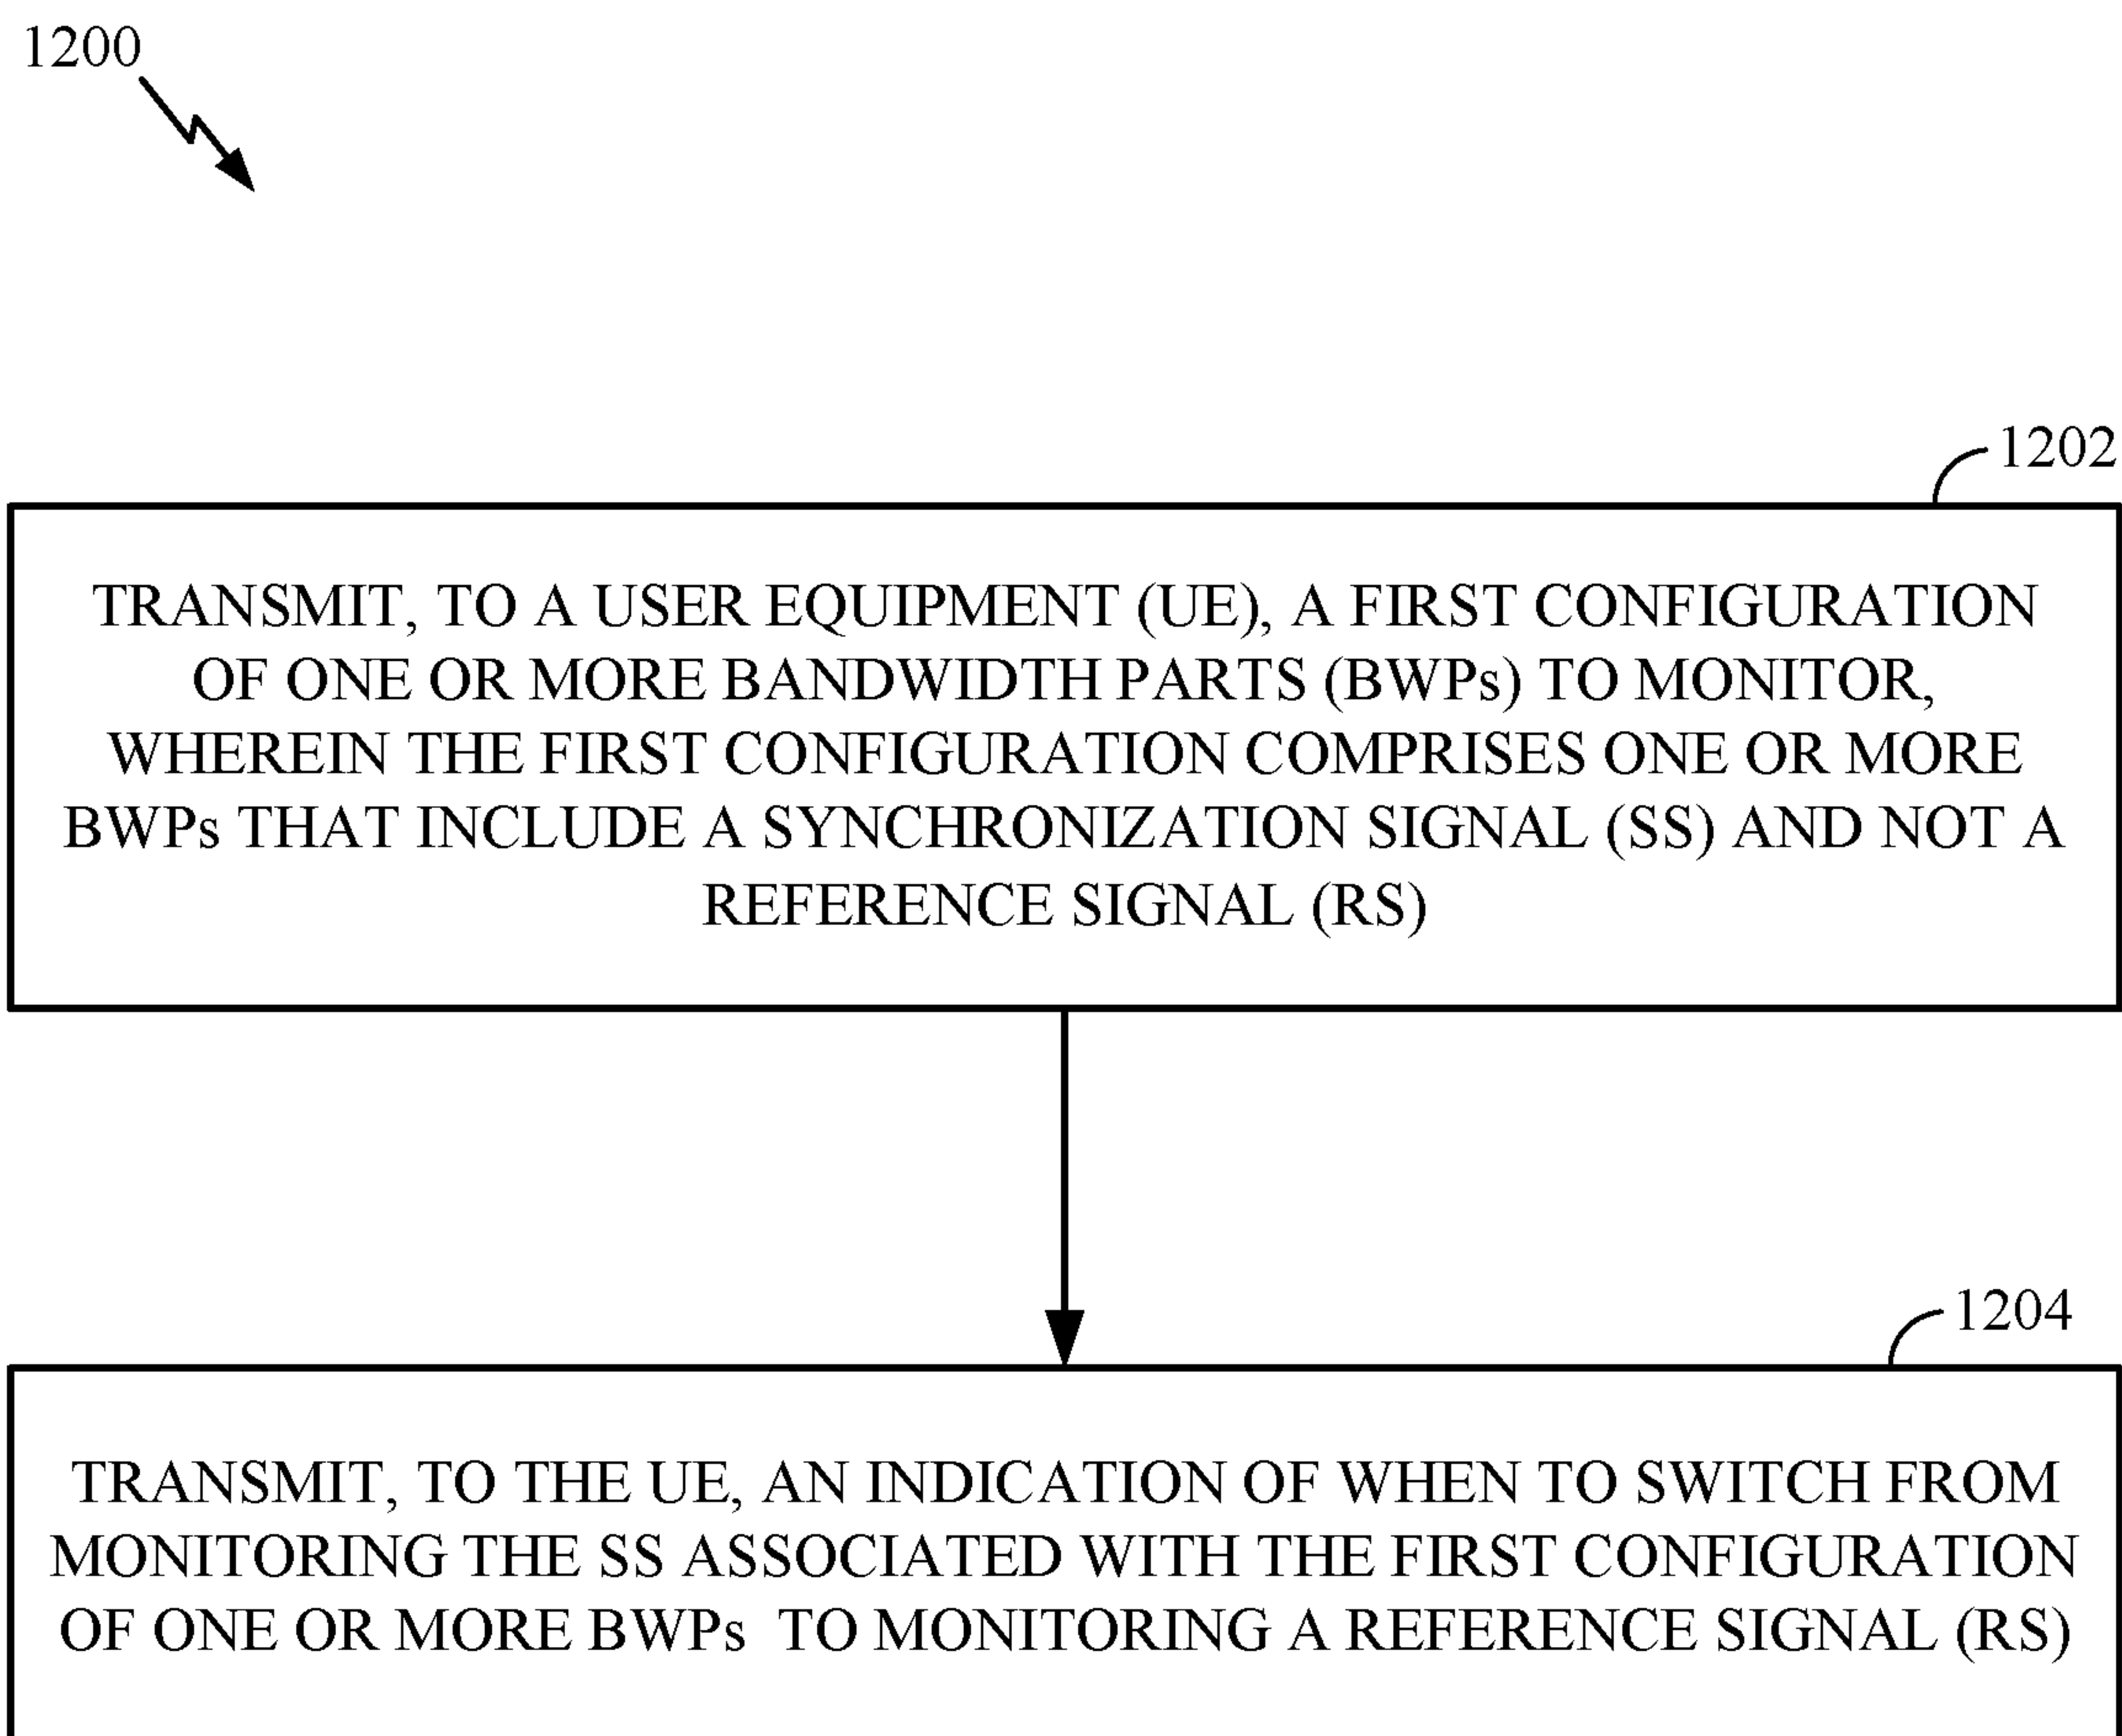 1200
1202
TRANSMIT, TO A USER EQUIPMENT (UE), A FIRST CONFIGURATION
OF ONE OR MORE BANDWIDTH PARTS (BWPs) TO MONITOR,
WHEREIN THE FIRST CONFIGURATION COMPRISES ONE OR MORE
BWPs THAT INCLUDE A SYNCHRONIZATION SIGNAL (SS) AND NOT A
REFERENCE SIGNAL (RS)
1204
TRANSMIT, TO THE UE, AN INDICATION OF WHEN TO SWITCH FROM
MONITORING THE SS ASSOCIATED WITH THE FIRST CONFIGURATION
OF ONE OR MORE BWPs TO MONITORING A REFERENCE SIGNAL (RS)